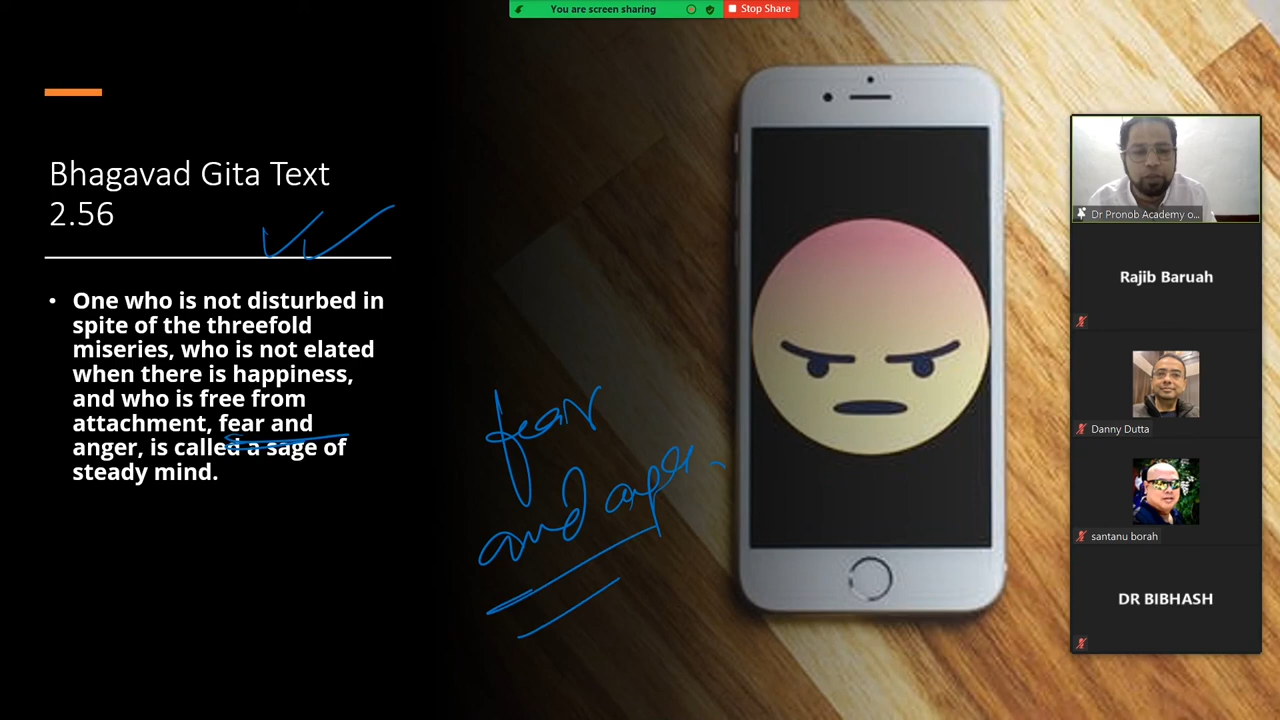 You are screen sharing
Stop Share
Bhagavad Gita Text
2.56
• One who is not disturbed in
spite of the threefold
miseries, who is not elated
when there is happiness,
and who is free from
attachment, fear and
anger, is called a sage of
steady mind.
fear
and
Dr Pronob Academy o...
Rajib Baruah
Danny Dutta
santanu borah
DR BIBHASH